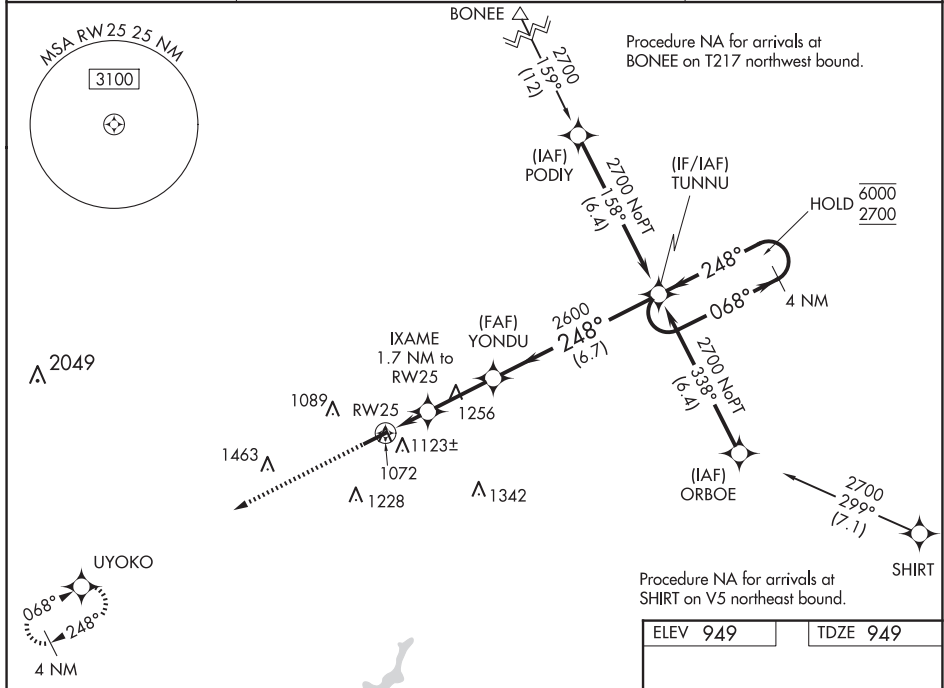 MSA RW25 25 NM
3100
BONEE
2700
159°
(12)
Procedure NA for arrivals at
BONEE on T217 northwest bound.
(IAF)
PODIY
2700 NoPT
158°
(6.4)
(IF/IAF)
TUNNU
HOLD 6000
2700
248°
068°
4 NM
2600
248°
(6.7)
(FAF)
YONDU
IXAME
1.7 NM to
RW25
2049
1089
RW25
1256
1123±
1072
1463
1228
1342
2700 NoPT
338°
(6.4)
(IAF)
ORBOE
2700
299°
(7.1)
SHIRT
UYOKO
068°
248°
4 NM
Procedure NA for arrivals at
SHIRT on V5 northeast bound.
ELEV 949
TDZE 949